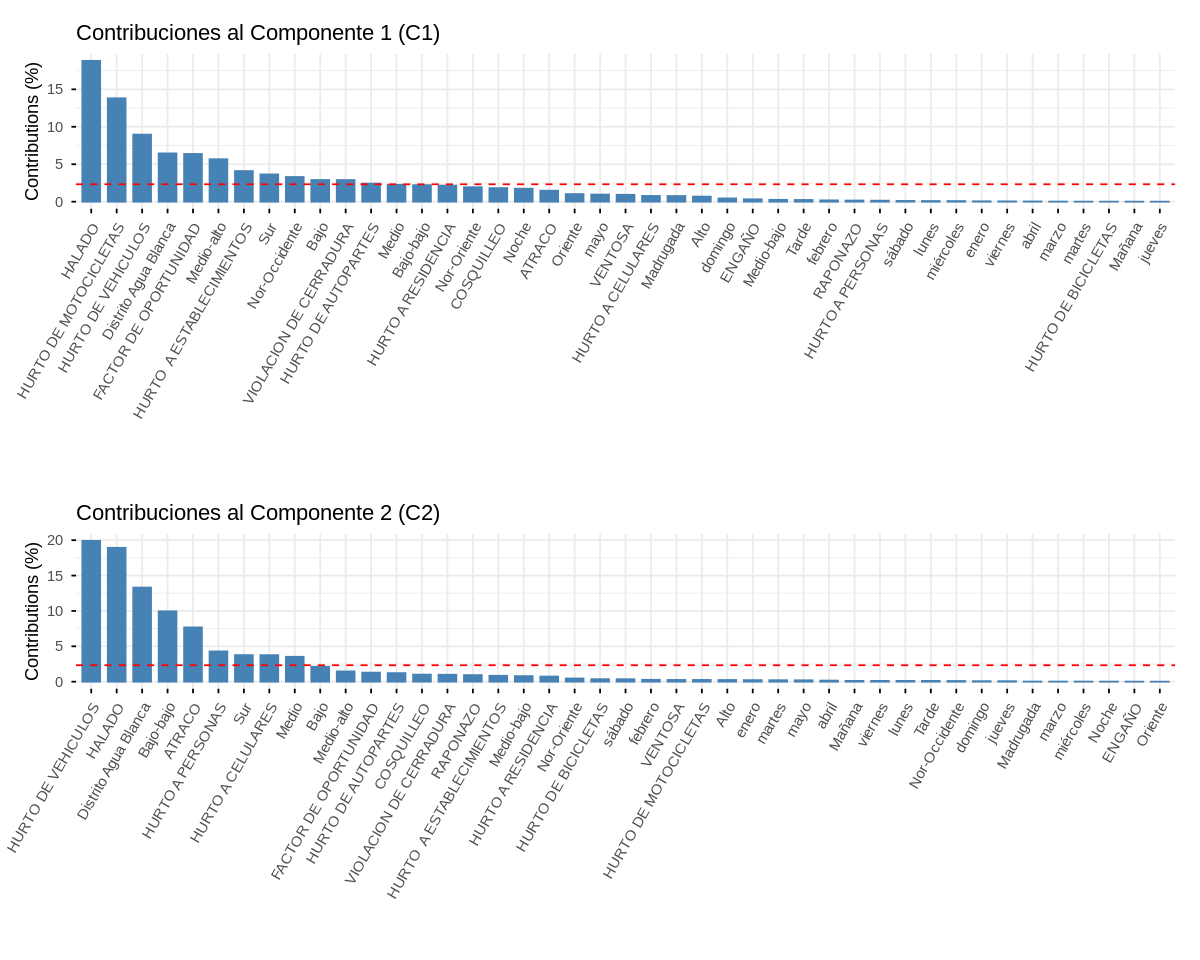 Contribuciones al Componente 1 (C1)
Contributions (%)
15
10
5
0
HALADO
HURTO DE MOTOCICLETAS
HURTO DE VEHICULOS
Distrito Agua Blanca
FACTOR DE OPORTUNIDAD
Medio-alto
HURTO  A ESTABLECIMIENTOS
Sur
Nor-Occidente
Bajo
VIOLACION DE CERRADURA
HURTO DE AUTOPARTES
Medio
Bajo-bajo
HURTO A RESIDENCIA
Nor-Oriente
COSQUILLEO
Noche
ATRACO
Oriente
mayo
VENTOSA
HURTO A CELULARES
Madrugada
Alto
domingo
ENGAÑO
Medio-bajo
Tarde
febrero
RAPONAZO
HURTO A PERSONAS
sábado
lunes
miércoles
enero
viernes
abril
marzo
martes
HURTO DE BICICLETAS
Mañana
jueves
Contribuciones al Componente 2 (C2)
Contributions (%)
20
15
10
5
0
HURTO DE VEHICULOS
HALADO
Distrito Agua Blanca
Bajo-bajo
ATRACO
HURTO A PERSONAS
Sur
HURTO A CELULARES
Medio
Bajo
Medio-alto
FACTOR DE OPORTUNIDAD
HURTO DE AUTOPARTES
COSQUILLEO
VIOLACION DE CERRADURA
RAPONAZO
HURTO  A ESTABLECIMIENTOS
Medio-bajo
HURTO A RESIDENCIA
Nor-Oriente
HURTO DE BICICLETAS
sábado
febrero
VENTOSA
HURTO DE MOTOCICLETAS
Alto
enero
martes
mayo
abril
Mañana
viernes
lunes
Tarde
Nor-Occidente
domingo
jueves
Madrugada
marzo
miércoles
Noche
ENGAÑO
Oriente